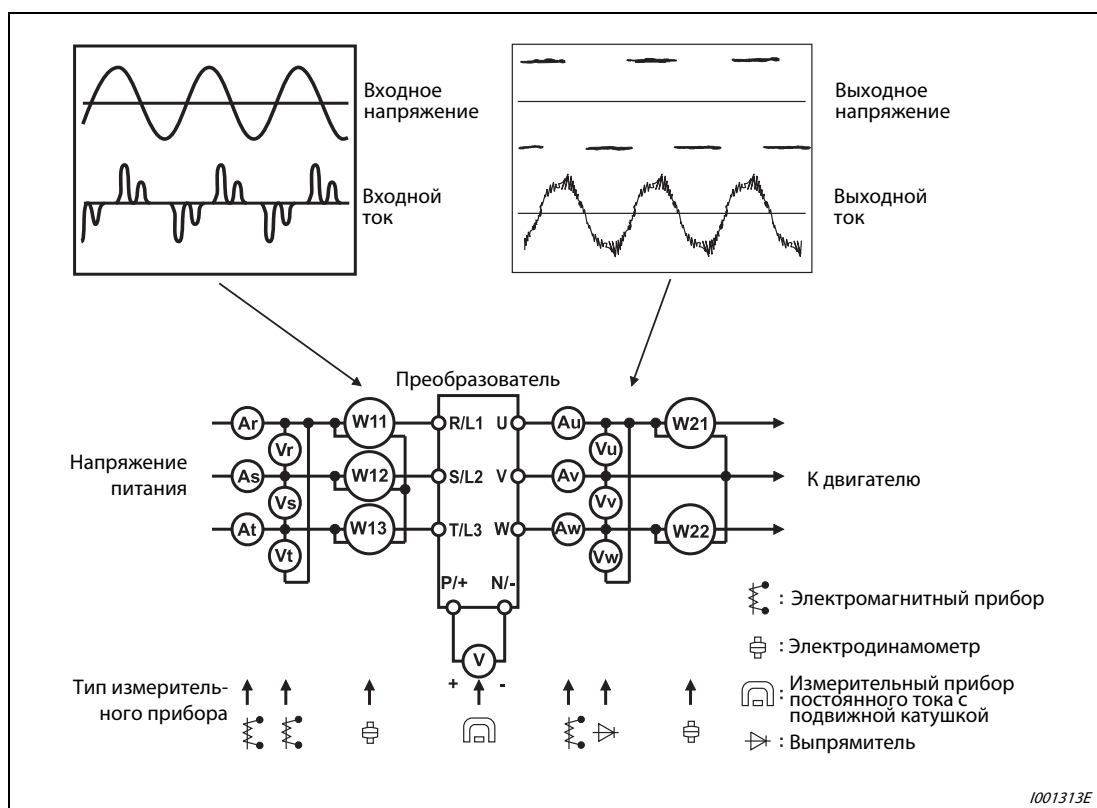 Входное
напряжение
Входной
ток
Выходное
напряжение
Выходной
ток
Преобразователь
Ar W11 R/L1 U Au W21
Vr Vu
Напряжение
питания
As W12 S/L2 V Av
К двигателю
Vs Vv
At W13 T/L3 W Aw W22
Vt Vw
P/+ N/-
V
+ -
Тип измеритель-
ного прибора
: Электромагнитный прибор
: Электродинамометр
: Измерительный прибор
постоянного тока с
подвижной катушкой
: Выпрямитель
I001313E